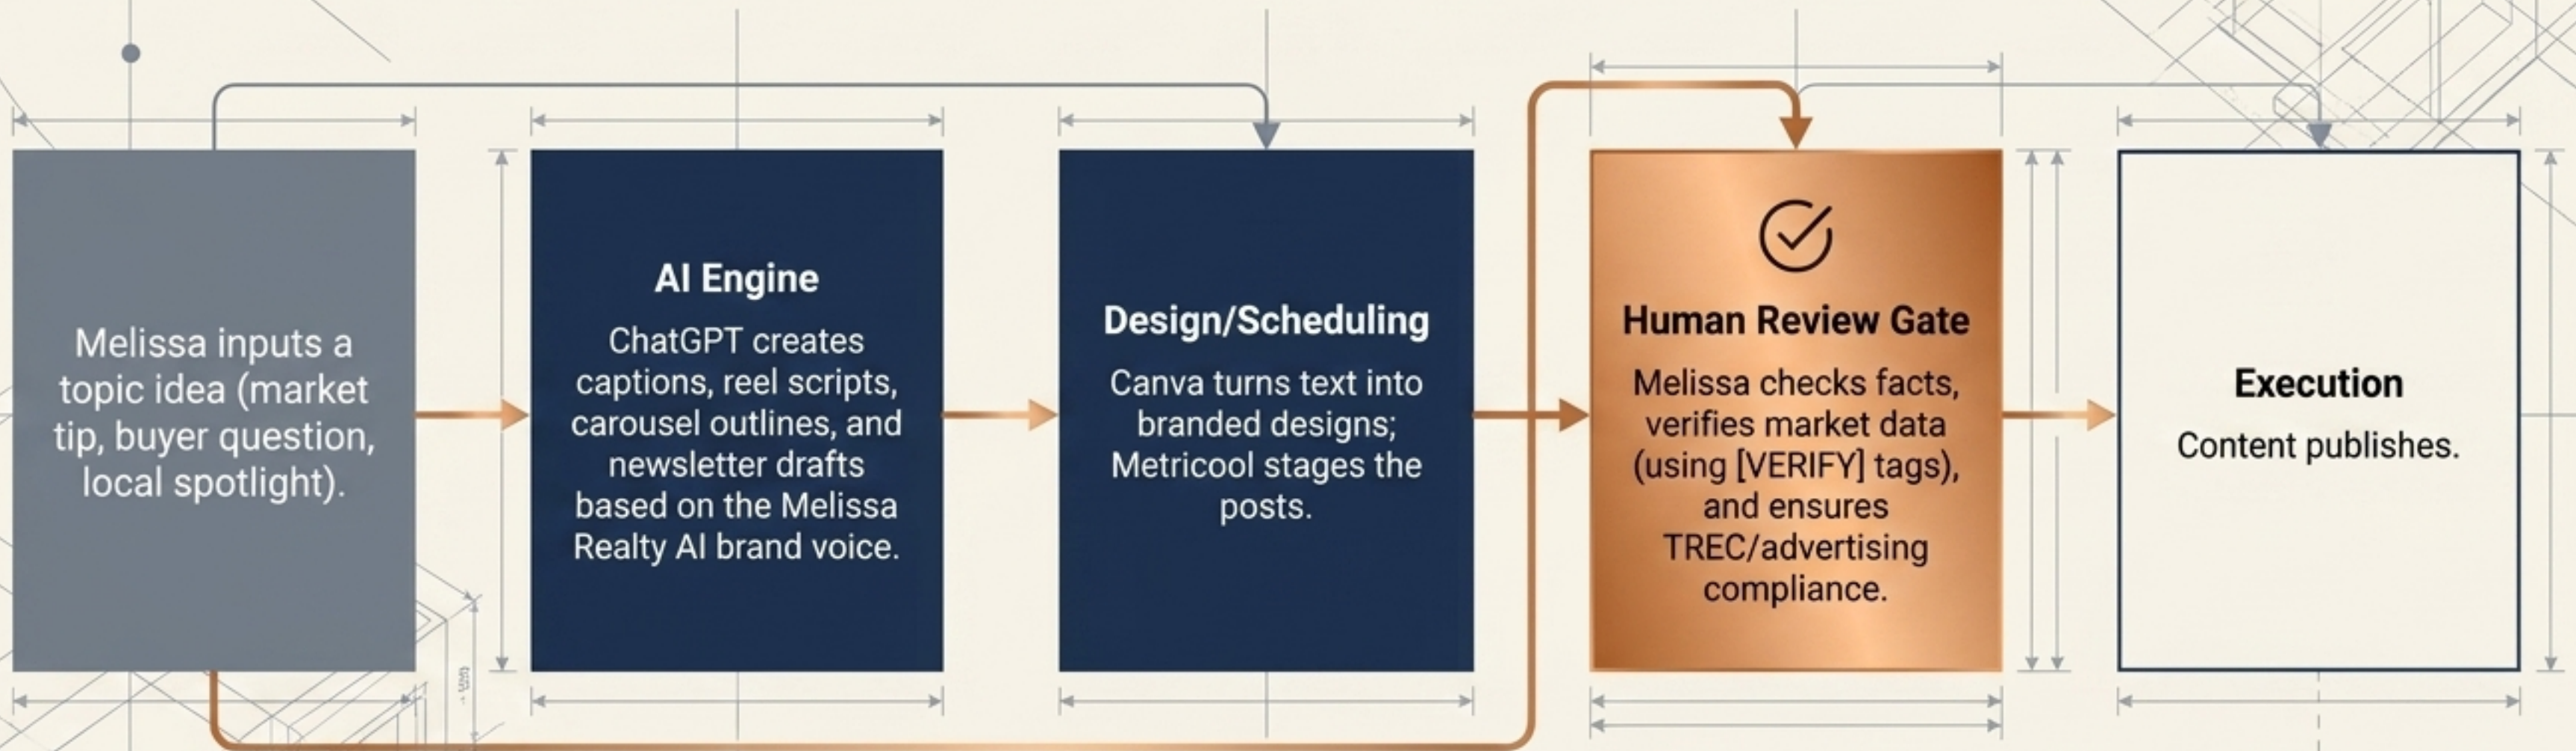 Melissa inputs a
topic idea (market
tip, buyer question,
local spotlight).
AI Engine
ChatGPT creates
captions, reel scripts,
carousel outlines, and
newsletter drafts
based on the Melissa
Realty AI brand voice.
Design/Scheduling
Canva turns text into
branded designs;
Metricool stages the
posts.
Human Review Gate
Melissa checks facts,
verifies market data
(using [VERIFY] tags),
and ensures
TREC/advertising
compliance.
Execution
Content publishes.